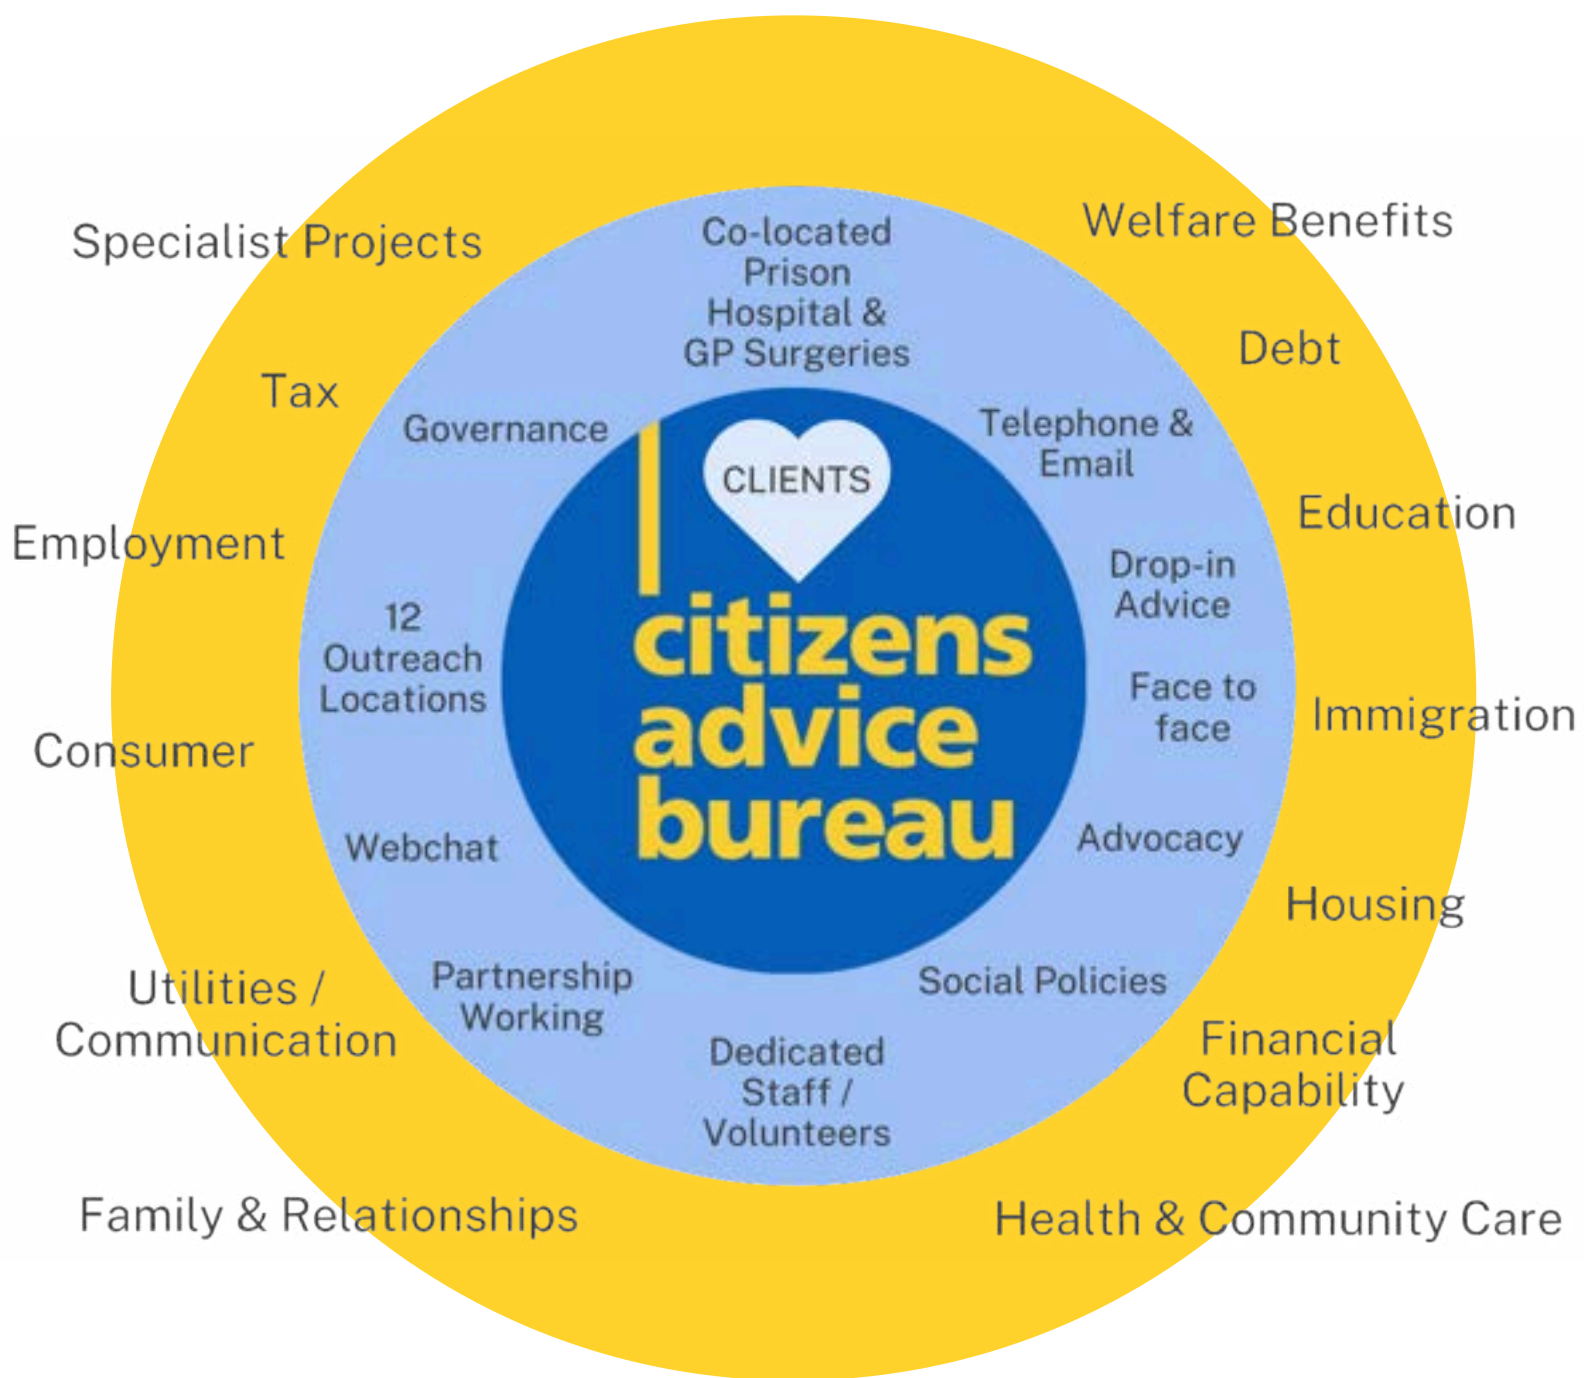 Specialist Projects
Welfare Benefits
Co-located
Prison
Hospital &
GP Surgeries
Debt
Tax
Governance
Telephone &
Email
CLIENTS
Education
Employment
Drop-in
Advice
12
Outreach
Locations
citizens
advice
bureau
Face to
face
Immigration
Consumer
Webchat
Advocacy
Housing
Utilities /
Communication
Partnership
Working
Social Policies
Dedicated
Staff /
Volunteers
Financial
Capability
Family & Relationships
Health & Community Care